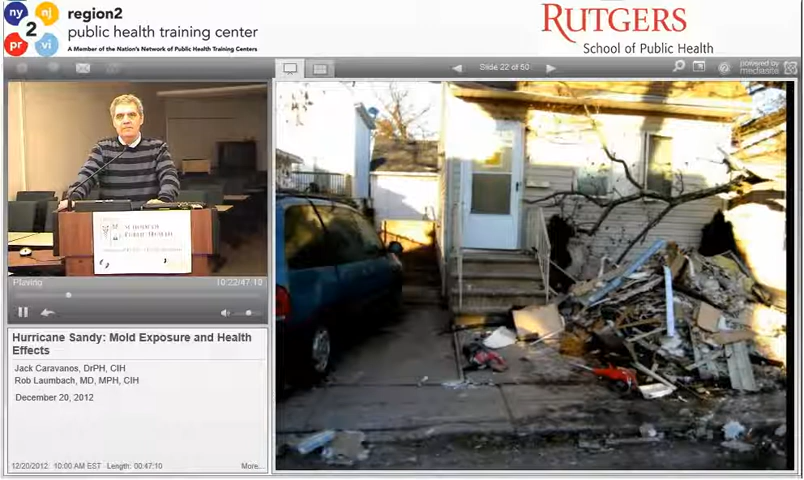 ny
nj
2
pr
vi
region2
public health training center
A Member of the Nation's Network of Public Health Training Centers
RUTGERS
School of Public Health
Slide 22 of 50
powered by
mediasite
Playing
10:22/47:10
Hurricane Sandy: Mold Exposure and Health
Effects
Jack Caravanos, DrPH, CIH
Rob Laumbach, MD, MPH, CIH
December 20, 2012
12/20/2012 10:00 AM EST Length: 00:47:10
More...